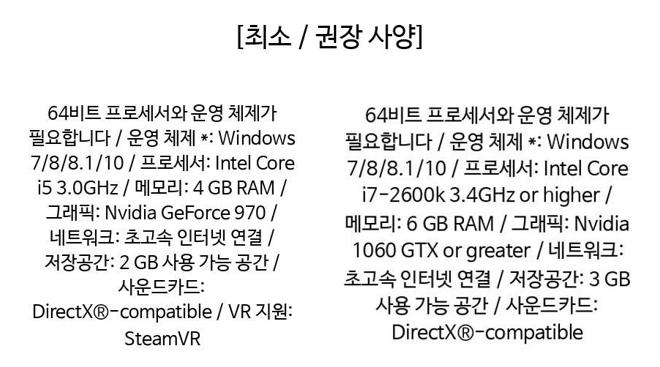 [최소 / 권장 사양]
64비트 프로세서와 운영 체제가
필요합니다 / 운영 체제 *: Windows
7/8/8.1/10 / 프로세서: Intel Core
i5 3.0GHz / 메모리: 4 GB RAM /
그래픽: Nvidia GeForce 970 /
네트워크: 초고속 인터넷 연결 /
저장공간: 2 GB 사용 가능 공간 /
사운드카드:
DirectX®-compatible / VR 지원:
SteamVR
64비트 프로세서와 운영 체제가
필요합니다 / 운영 체제 *: Windows
7/8/8.1/10 / 프로세서: Intel Core
i7-2600k 3.4GHz or higher /
메모리: 6 GB RAM / 그래픽: Nvidia
1060 GTX or greater / 네트워크:
초고속 인터넷 연결 / 저장공간: 3 GB
사용 가능 공간 / 사운드카드:
DirectX®-compatible